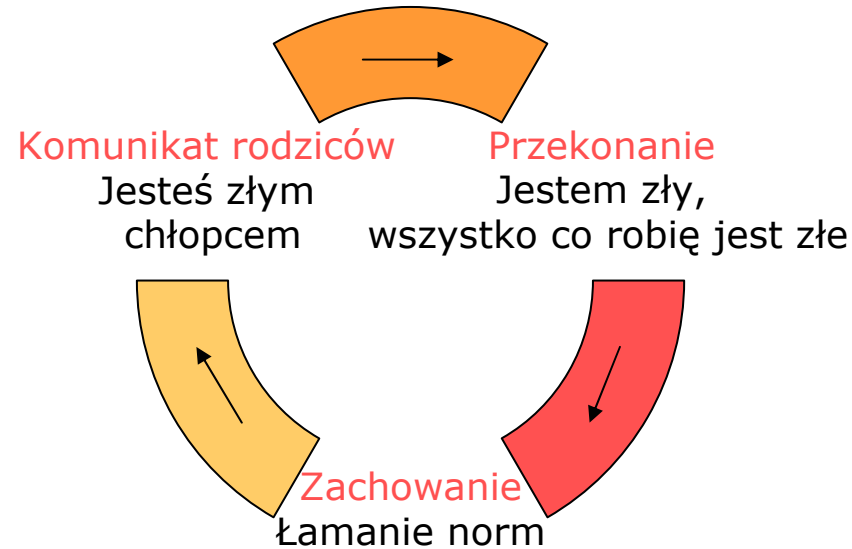 Komunikat rodziców
Jesteś złym
chłopcem
Przekonanie
Jestem zły,
wszystko co robię jest złe
Zachowanie
Łamanie norm